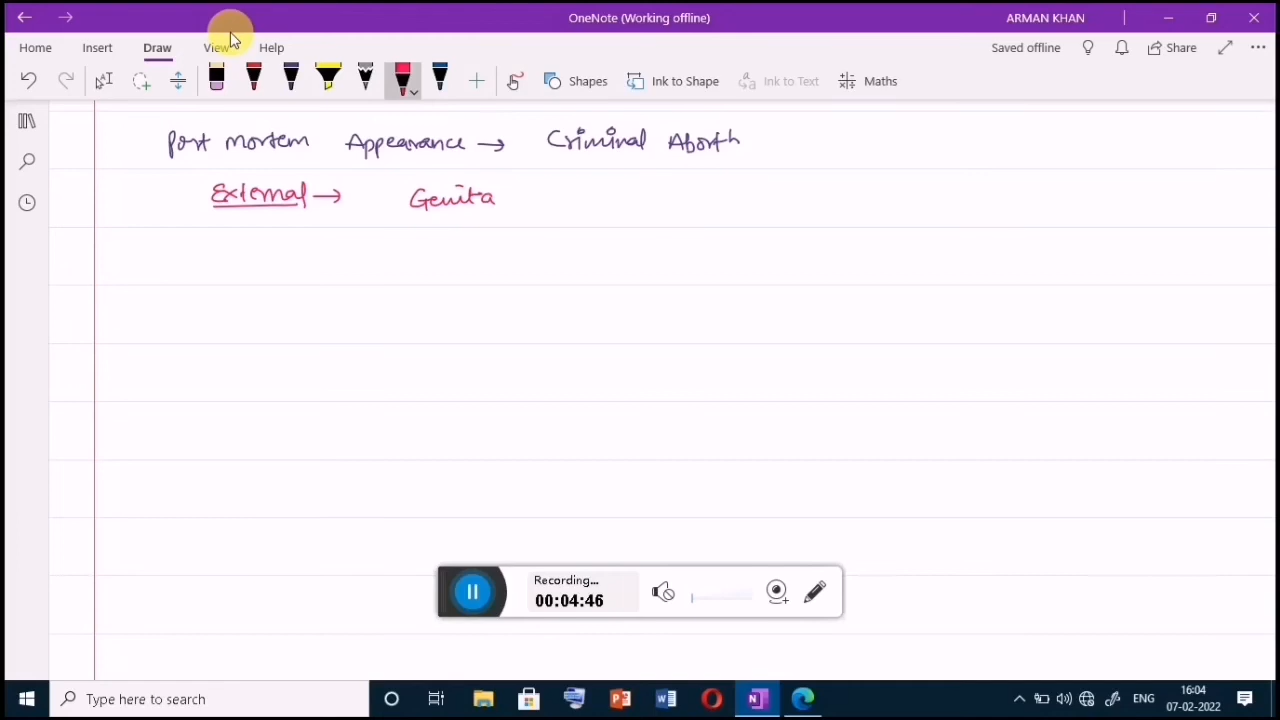 OneNote (Working offline)
ARMAN KHAN
Home Insert Draw View Help
Saved offline Share
Shapes Ink to Shape Ink to Text Maths
Post mortem Appearance → Criminal Aborth
External → Genita
Recording...
00:04:46
Type here to search
ENG
16:04
07-02-2022